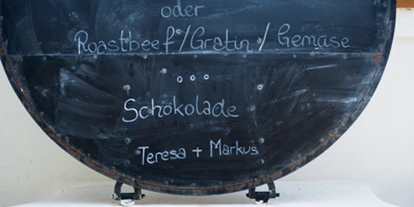 oder
Roastbeef/Gratin/Gemüse
...
Schokolade
Teresa + Markus